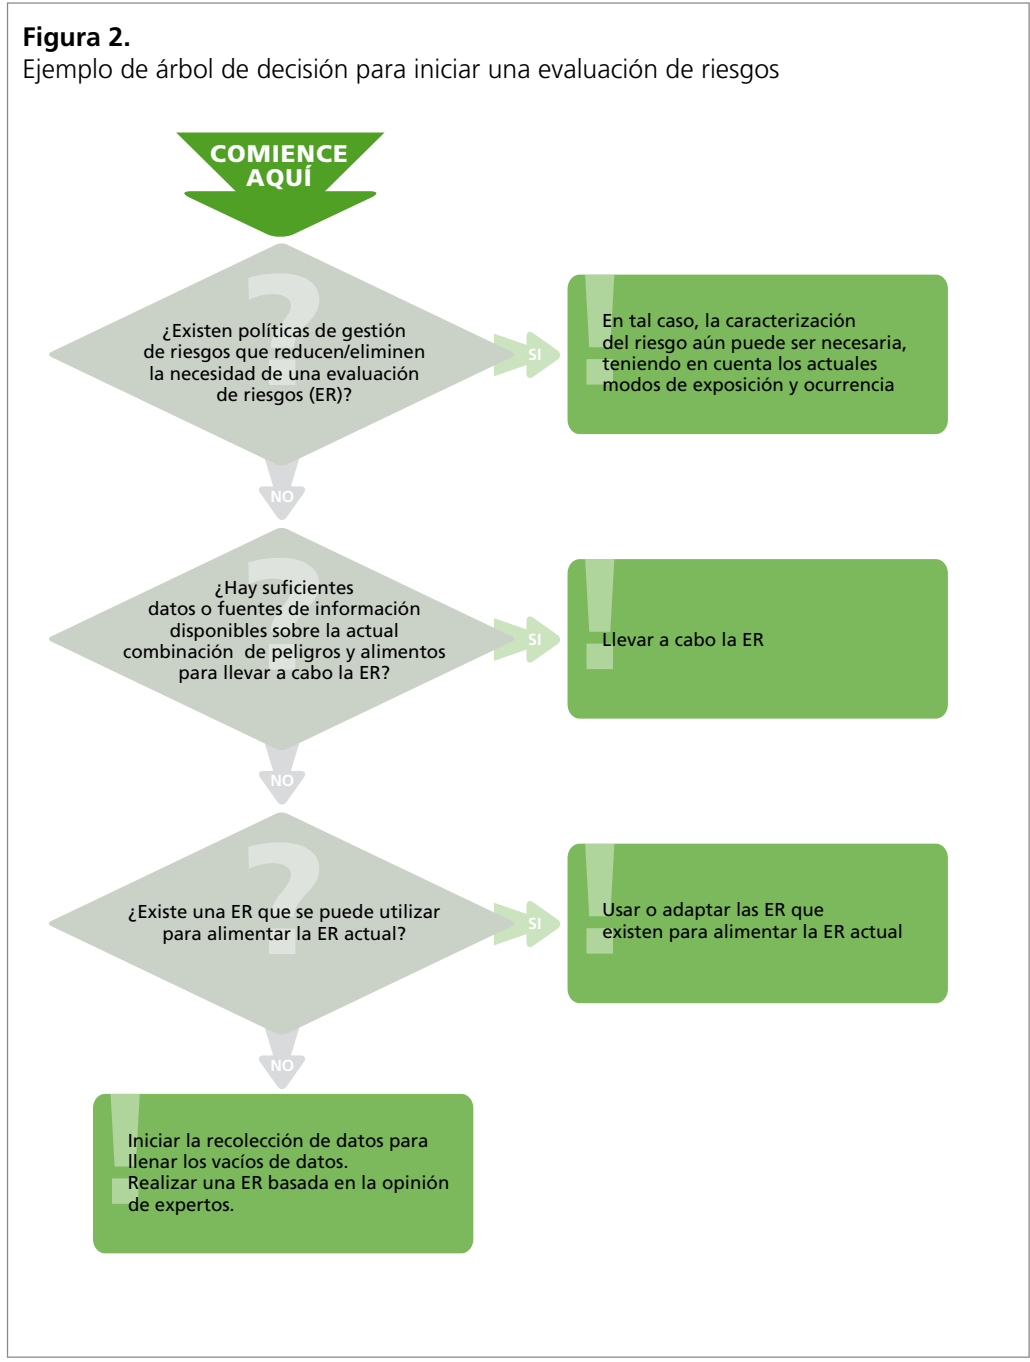 Figura 2.
Ejemplo de árbol de decisión para iniciar una evaluación de riesgos
COMIENCE
AQUÍ
?
¿Existen políticas de gestión
de riesgos que reducen/eliminen
la necesidad de una evaluación
de riesgos (ER)?
SI
!
En tal caso, la caracterización
del riesgo aún puede ser necesaria,
teniendo en cuenta los actuales
modos de exposición y ocurrencia
NO
?
¿Hay suficientes
datos o fuentes de información
disponibles sobre la actual
combinación de peligros y alimentos
para llevar a cabo la ER?
SI
!
Llevar a cabo la ER
NO
?
¿Existe una ER que se puede utilizar
para alimentar la ER actual?
SI
!
Usar o adaptar las ER que
existen para alimentar la ER actual
NO
!
Iniciar la recolección de datos para
llenar los vacíos de datos.
Realizar una ER basada en la opinión
de expertos.